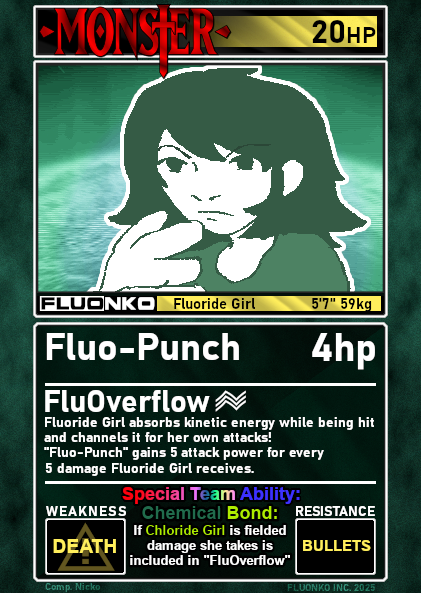 MONSTER
20HP
FLUONKO Fluoride Girl 5'7" 59kg
Fluo-Punch 4hp
FluOverflow
Fluoride Girl absorbs kinetic energy while being hit
and channels it for her own attacks!
"Fluo-Punch" gains 5 attack power for every
5 damage Fluoride Girl receives.
Special Team Ability:
Chemical Bond:
WEAKNESS
DEATH
If Chloride Girl is fielded
damage she takes is
included in "FluOverflow"
RESISTANCE
BULLETS
Comp. Nicko
FLUONKO INC. 2025